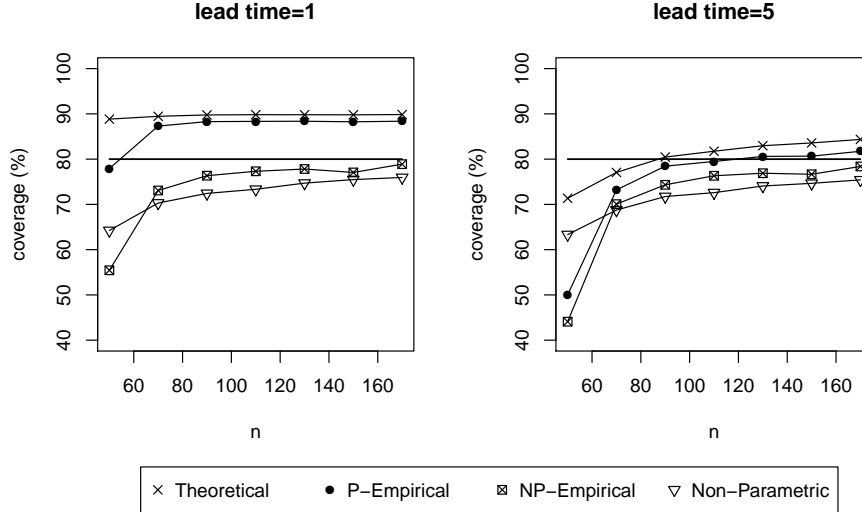 lead time=1
lead time=5
coverage (%)
100
90
80
70
60
50
40
60 80 100 120 140 160
n
coverage (%)
100
90
80
70
60
50
40
60 80 100 120 140 160
n
Theoretical P−Empirical NP−Empirical Non−Parametric